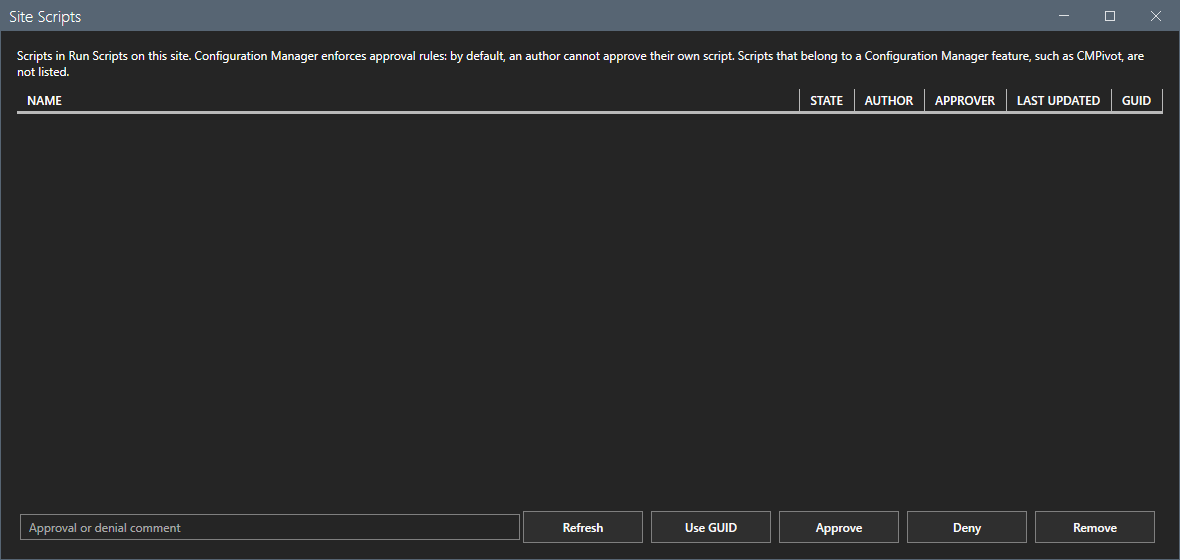 Site Scripts
Scripts in Run Scripts on this site. Configuration Manager enforces approval rules: by default, an author cannot approve their own script. Scripts that belong to a Configuration Manager feature, such as CMPivot, are
not listed.
NAME STATE AUTHOR APPROVER LAST UPDATED GUID
Approval or denial comment Refresh Use GUID Approve Deny Remove